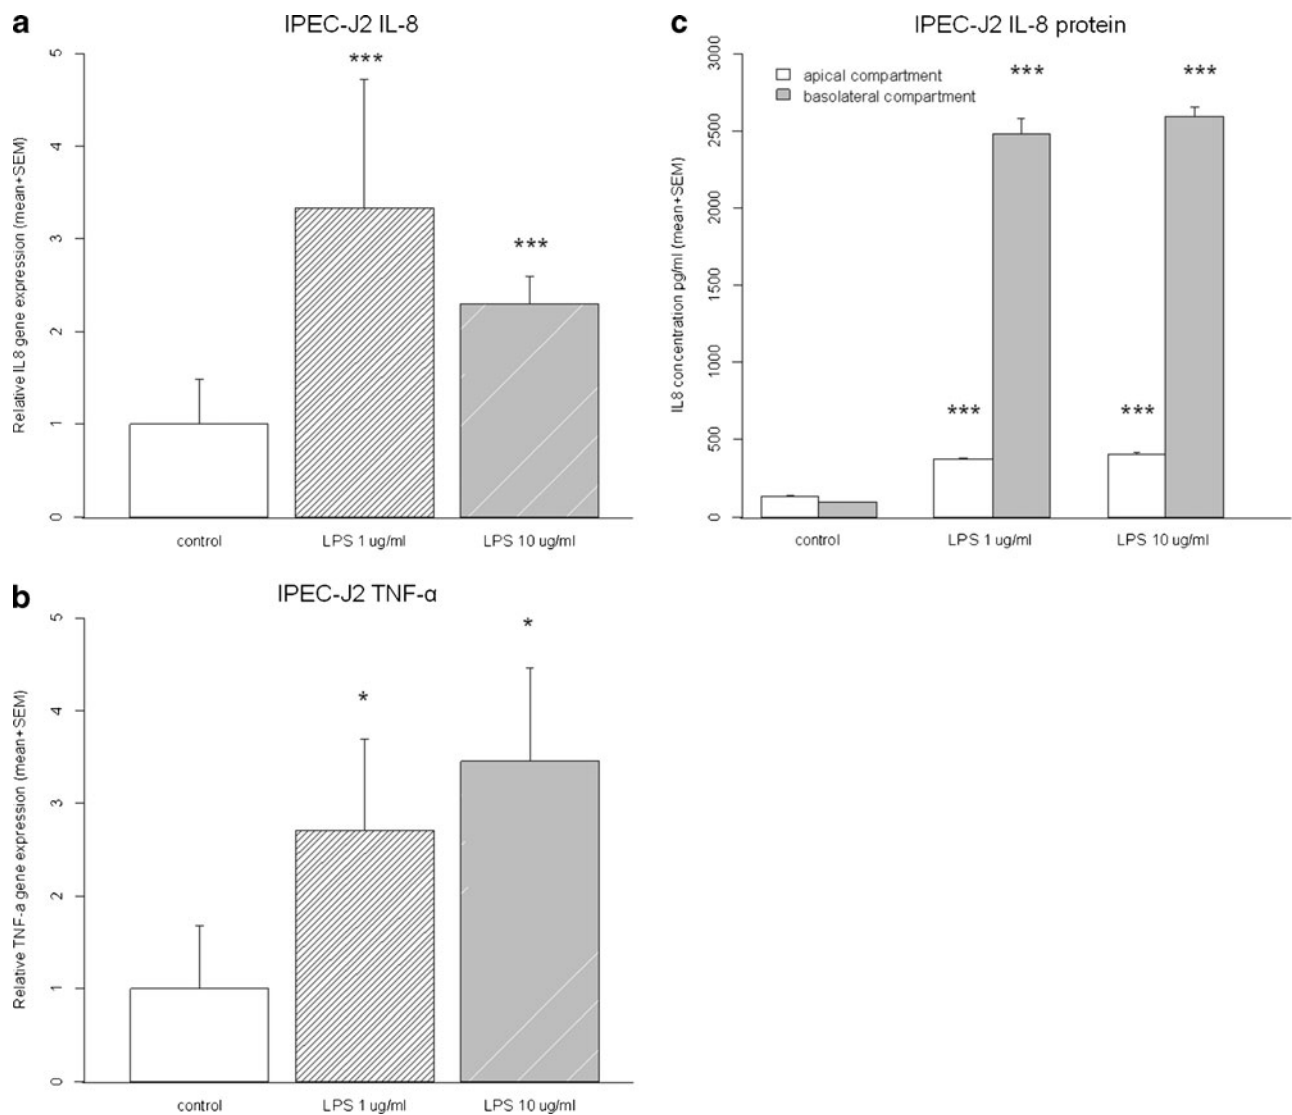 a
IPEC-J2 IL-8
Relative IL8 gene expression (mean+SEM)
5
4
3
2
1
0
***
***
control
LPS 1 ug/ml
LPS 10 ug/ml
c
IPEC-J2 IL-8 protein
IL8 concentration pg/ml (mean+SEM)
3000
2500
2000
1500
1000
500
0
apical compartment
basolateral compartment
***
***
***
***
control
LPS 1 ug/ml
LPS 10 ug/ml
b
IPEC-J2 TNF-α
Relative TNF-a gene expression (mean+SEM)
5
4
3
2
1
0
*
*
control
LPS 1 ug/ml
LPS 10 ug/ml